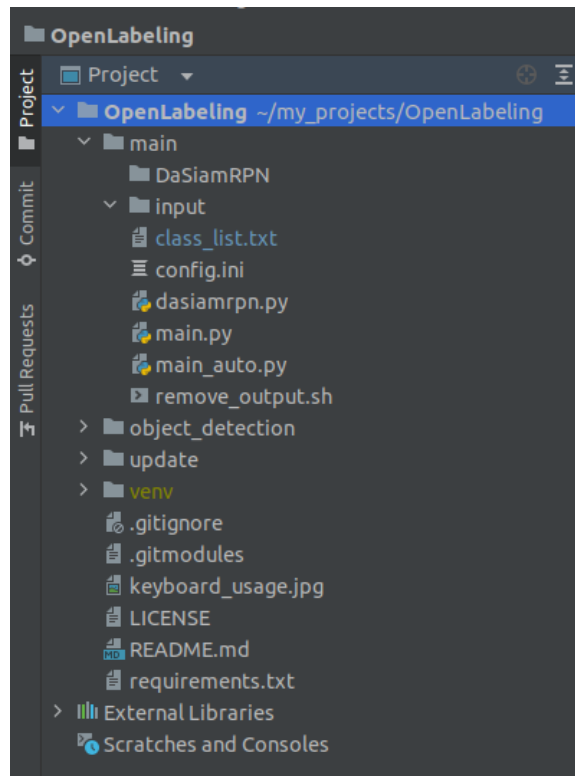 OpenLabeling
Project
Project
Commit
Pull Requests
OpenLabeling ~/my_projects/OpenLabeling
main
DaSiamRPN
input
class_list.txt
config.ini
dasiamrpn.py
main.py
main_auto.py
remove_output.sh
object_detection
update
venv
.gitignore
.gitmodules
keyboard_usage.jpg
LICENSE
MD README.md
requirements.txt
External Libraries
Scratches and Consoles